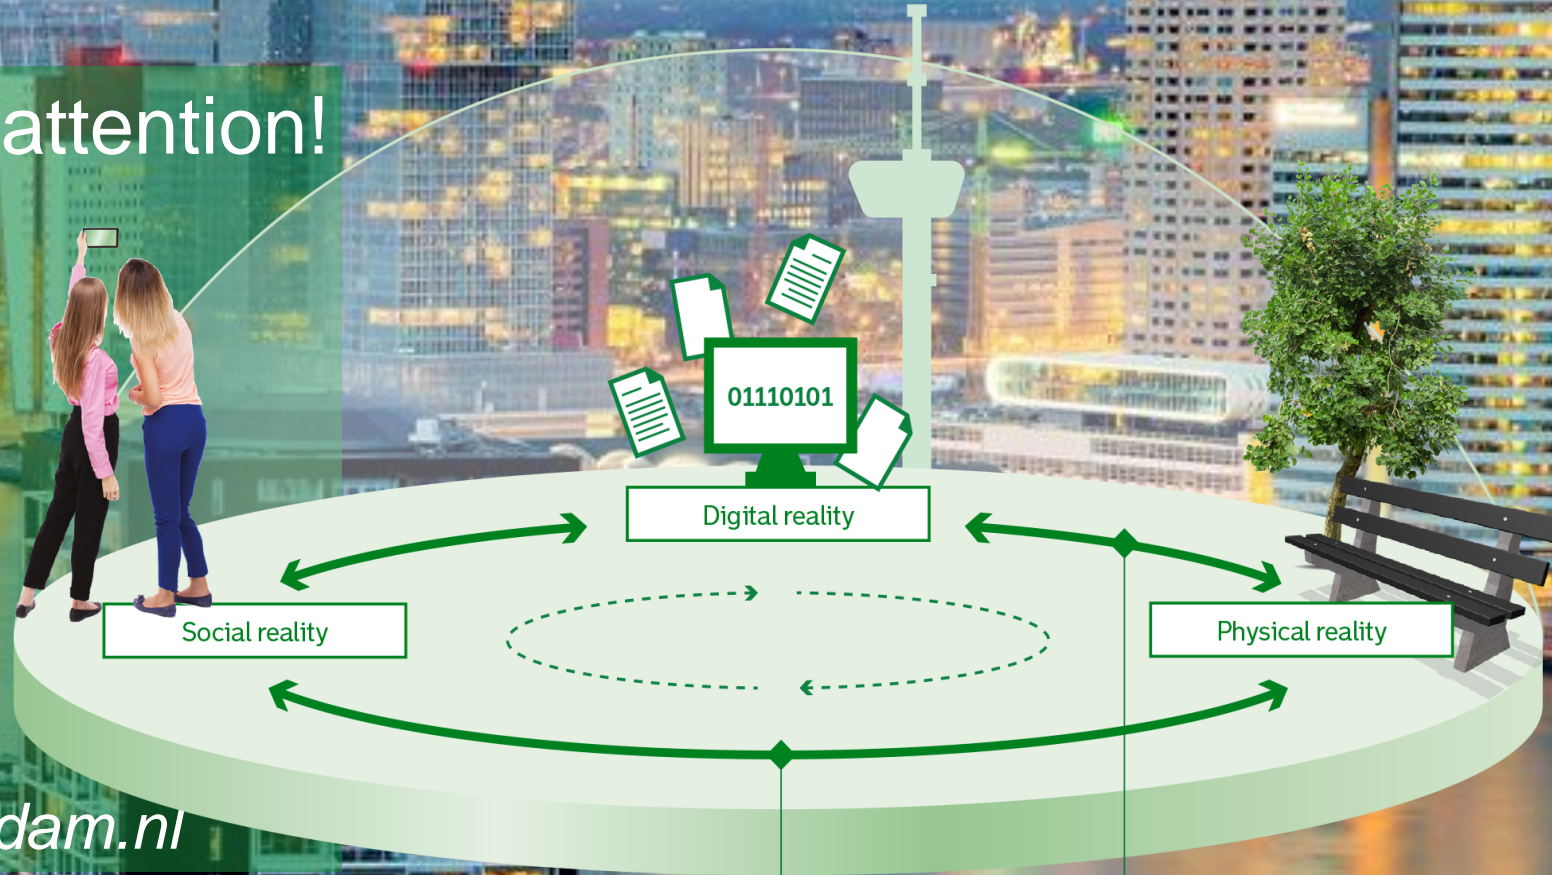 attention!
01110101
Digital reality
Social reality
Physical reality
dam.nl